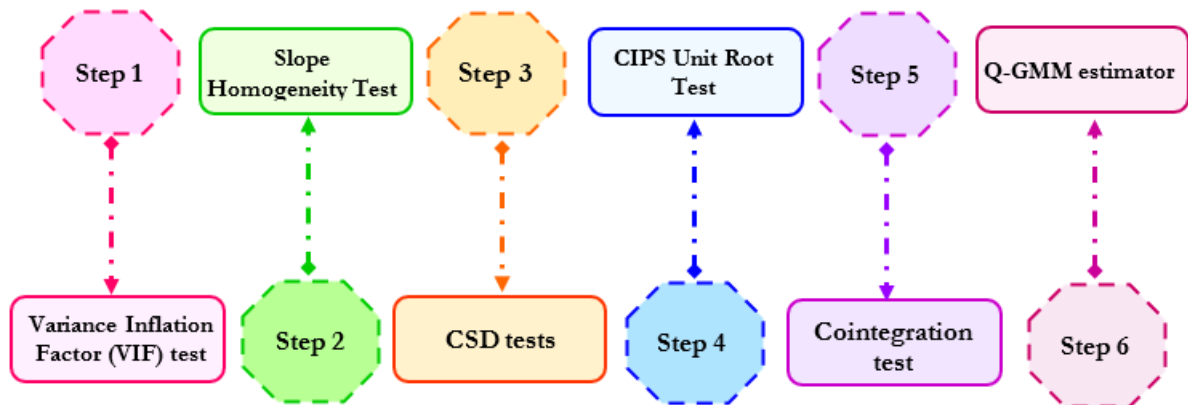 Step 1
Variance Inflation
Factor (VIF) test
Slope
Homogeneity Test
Step 2
Step 3
CSD tests
CIPS Unit Root
Test
Step 4
Step 5
Cointegration
test
Q-GMM estimator
Step 6